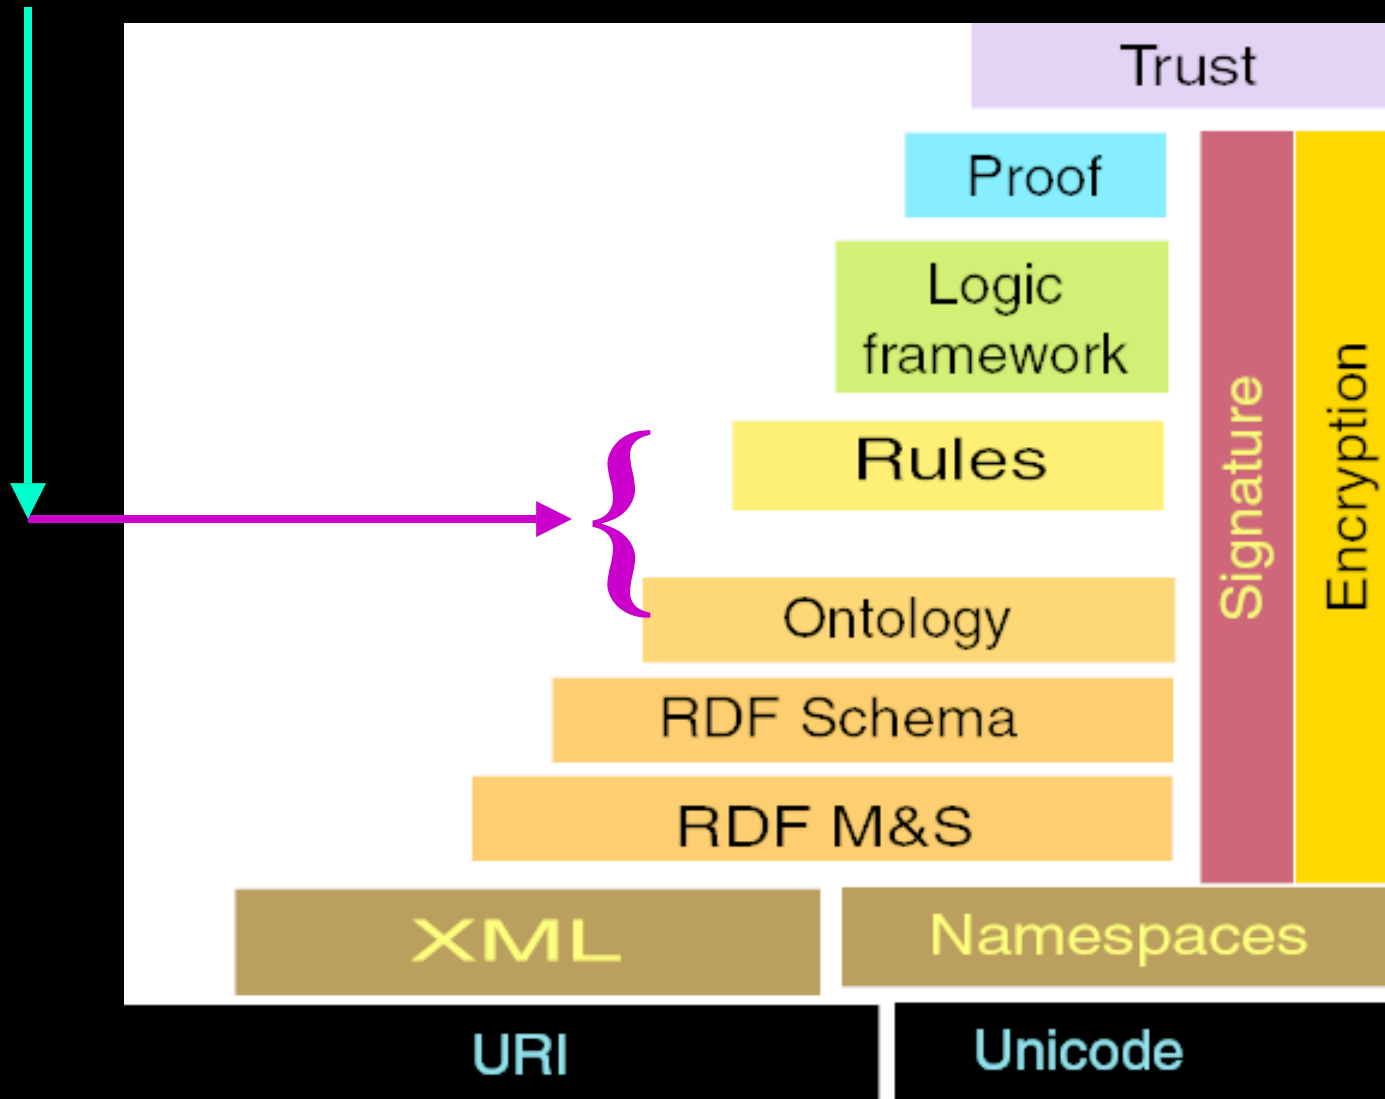 Trust
Proof
Logic
framework
Rules
Ontology
RDF Schema
RDF M&S
Signature
Encryption
XML
Namespaces
URI
Unicode